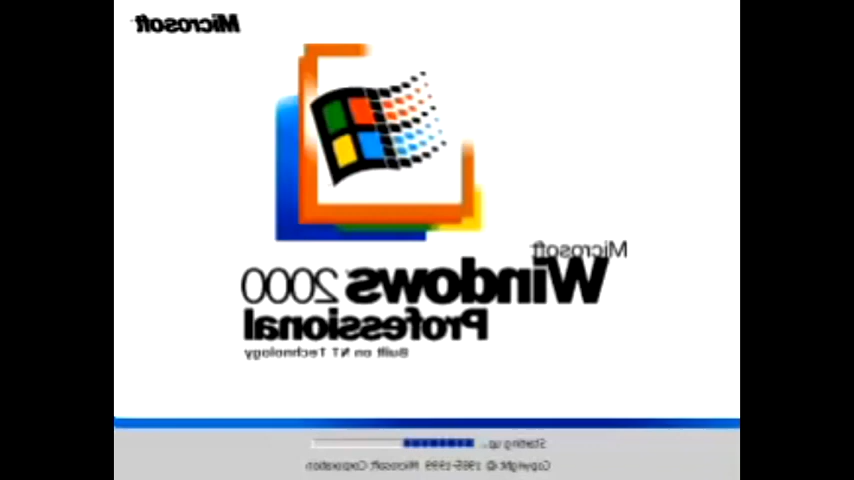 Microsoft
Microsoft
Windows 2000
Professional
Built on NT Technology
Starting up...
Copyright © 1985-1999 Microsoft Corporation